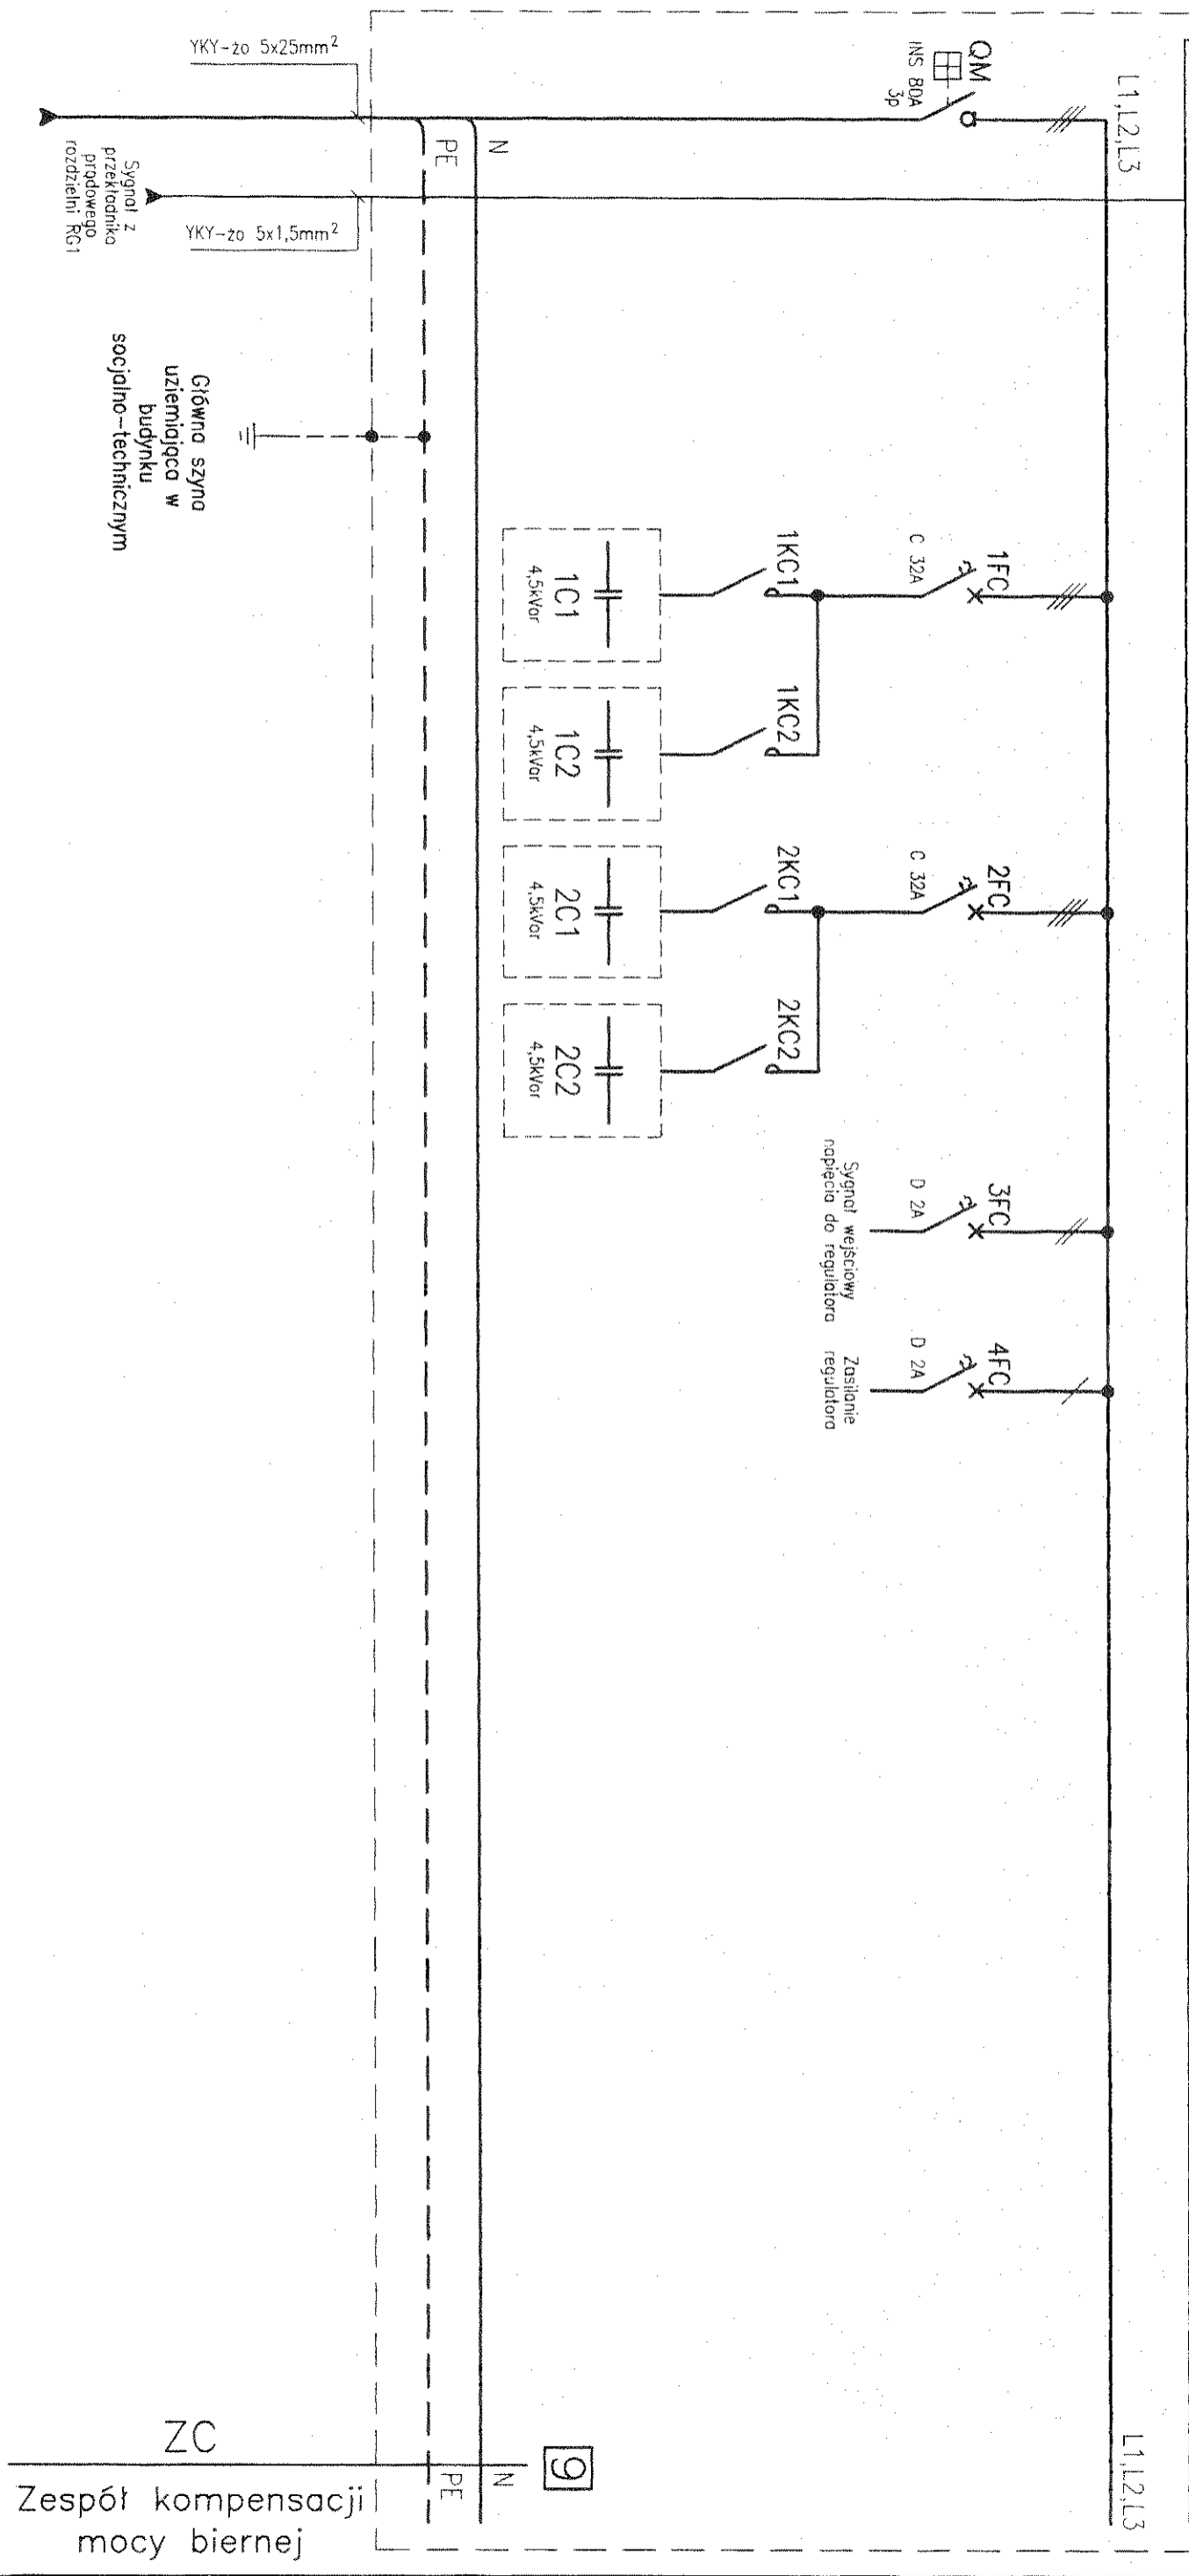 YKY-żo 5x25mm²
QM
INS 80A
3p
L1,L2,L3
N
PE
Sygnał z
przekładnika
prądowego
rozdzielni RG1
YKY-żo 5x1,5mm²
Główna szyna
uziemiająca w
budynku
socjalno-technicznym
1FC
C 32A
1KC1
1C1
4,5kVar
1KC2
1C2
4,5kVar
2FC
C 32A
2KC1
2C1
4,5kVar
2KC2
2C2
4,5kVar
3FC
D 2A
Sygnał wejściowy
napięcia do regulatora
4FC
D 2A
Zasilanie
regulatora
L1,L2,L3
9
N
PE
ZC
Zespół kompensacji
mocy biernej